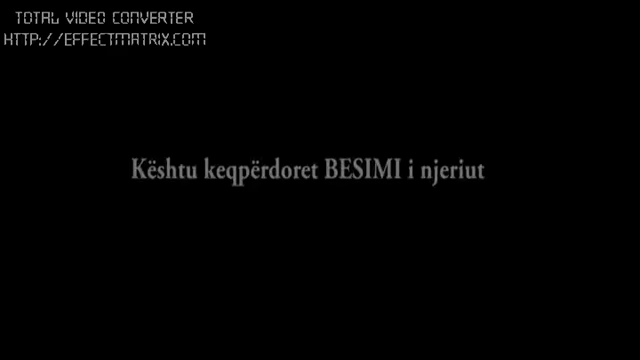 TOTAL VIDEO CONVERTER
HTTP://EFFECTMATRIX.COM
Kështu keqpërdoret BESIMI i njeriut